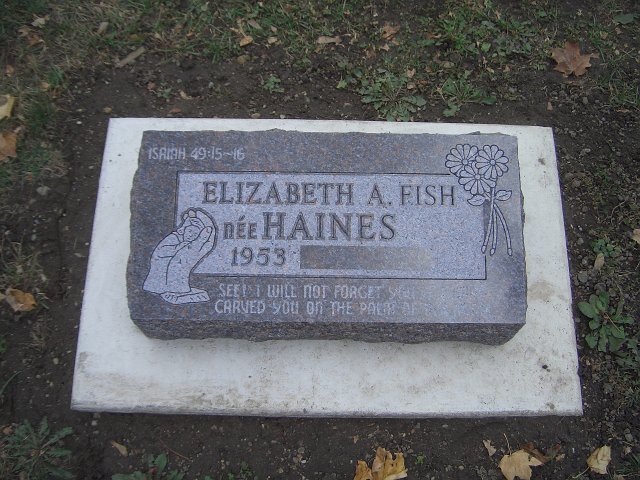 ISAIAH 49:15-16
ELIZABETH A. FISH
NÉE HAINES
1953
SEE! I WILL NOT FORGET YOU
CARVED YOU ON THE PALM